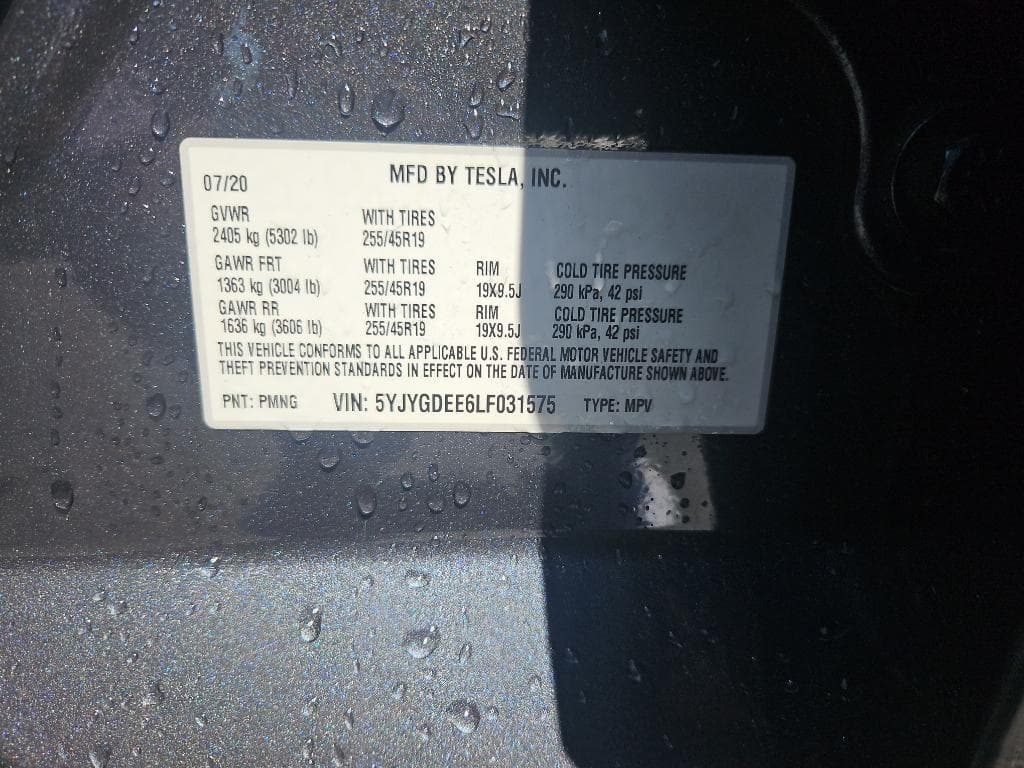 MFD BY TESLA, INC.
07/20
GVWR WITH TIRES
2405 kg (5302 lb) 255/45R19
GAWR FRT WITH TIRES RIM COLD TIRE PRESSURE
1363 kg (3004 lb) 255/45R19 19X9.5J 290 kPa, 42 psi
GAWR RR WITH TIRES RIM COLD TIRE PRESSURE
1636 kg (3606 lb) 255/45R19 19X9.5J 290 kPa, 42 psi
THIS VEHICLE CONFORMS TO ALL APPLICABLE U.S. FEDERAL MOTOR VEHICLE SAFETY AND
THEFT PREVENTION STANDARDS IN EFFECT ON THE DATE OF MANUFACTURE SHOWN ABOVE.
PNT: PMNG VIN: 5YJYGDEE6LF031575 TYPE: MPV